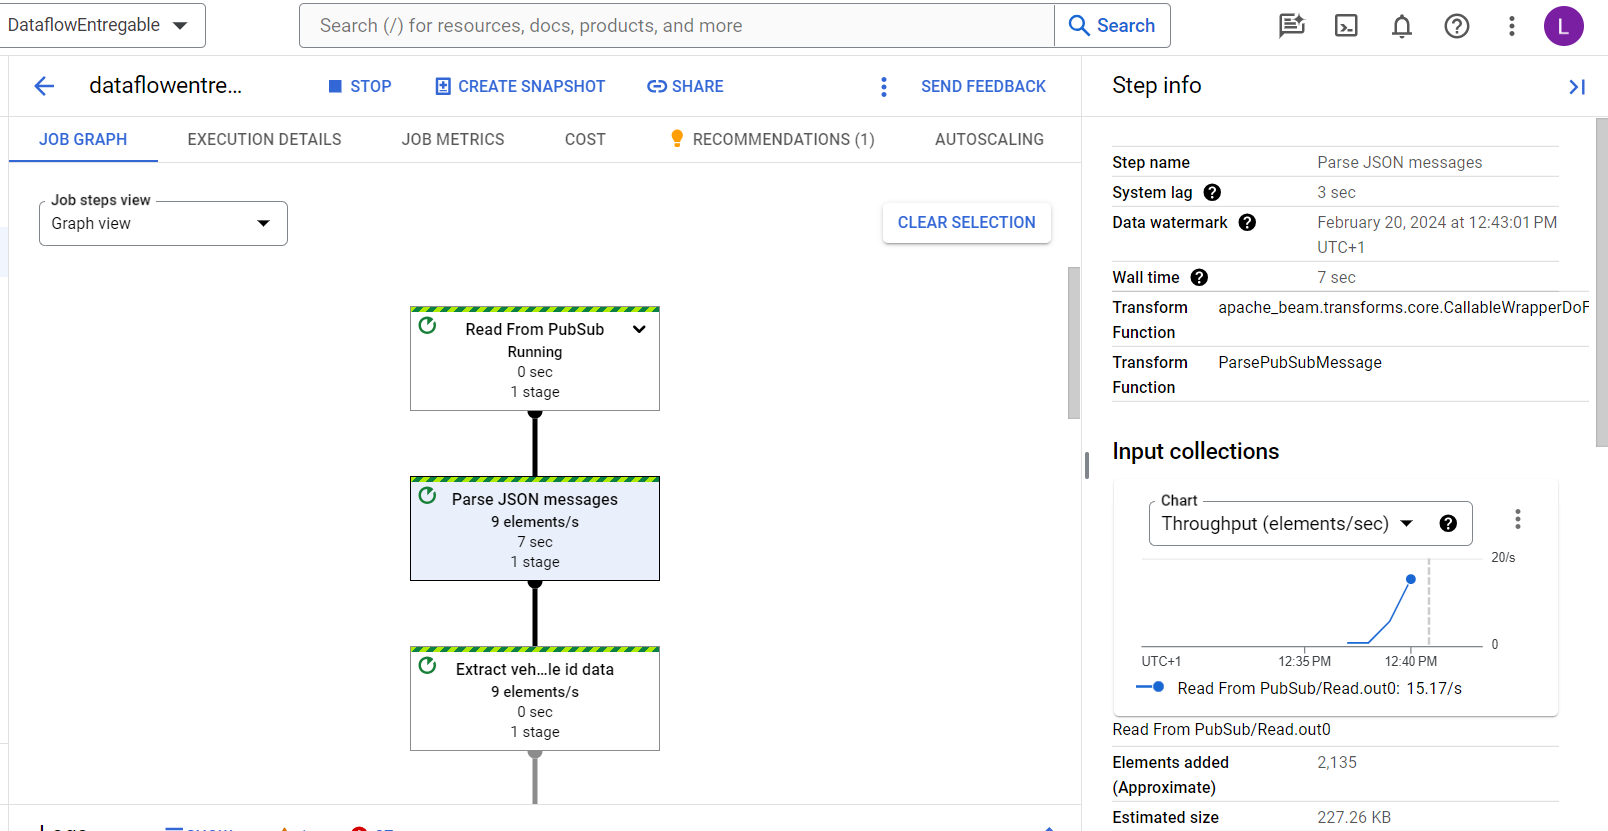 DataflowEntregable
Search (/) for resources, docs, products, and more
Search
L
dataflowentre...
STOP
CREATE SNAPSHOT
SHARE
SEND FEEDBACK
JOB GRAPH
EXECUTION DETAILS
JOB METRICS
COST
RECOMMENDATIONS (1)
AUTOSCALING
Job steps view
Graph view
CLEAR SELECTION
Read From PubSub
Running
0 sec
1 stage
Parse JSON messages
9 elements/s
7 sec
1 stage
Extract veh...le id data
9 elements/s
0 sec
1 stage
Logs
SHOW
Step info
Step name Parse JSON messages
System lag 3 sec
Data watermark February 20, 2024 at 12:43:01 PM
UTC+1
Wall time 7 sec
Transform apache_beam.transforms.core.CallableWrapperDoF
Function
Transform ParsePubSubMessage
Function
Input collections
Chart
Throughput (elements/sec)
20/s
0
UTC+1 12:35 PM 12:40 PM
Read From PubSub/Read.out0: 15.17/s
Read From PubSub/Read.out0
Elements added 2,135
(Approximate)
Estimated size 227.26 KB